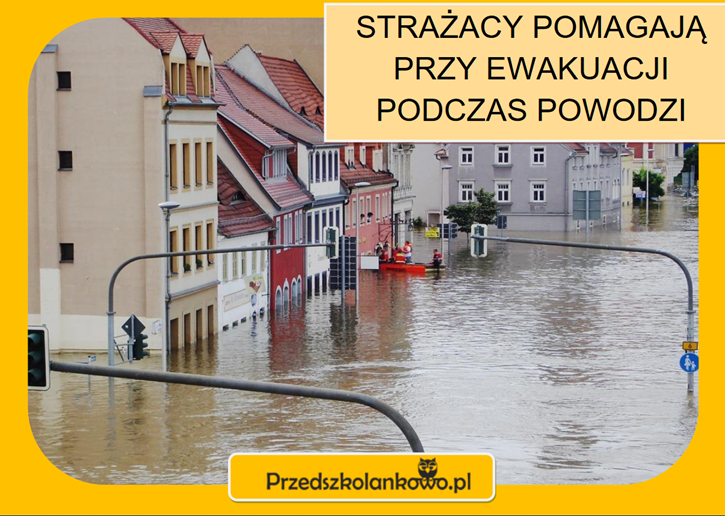 STRAŻACY POMAGAJĄ
PRZY EWAKUACJI
PODCZAS POWODZI
Przedszkolankowo.pl